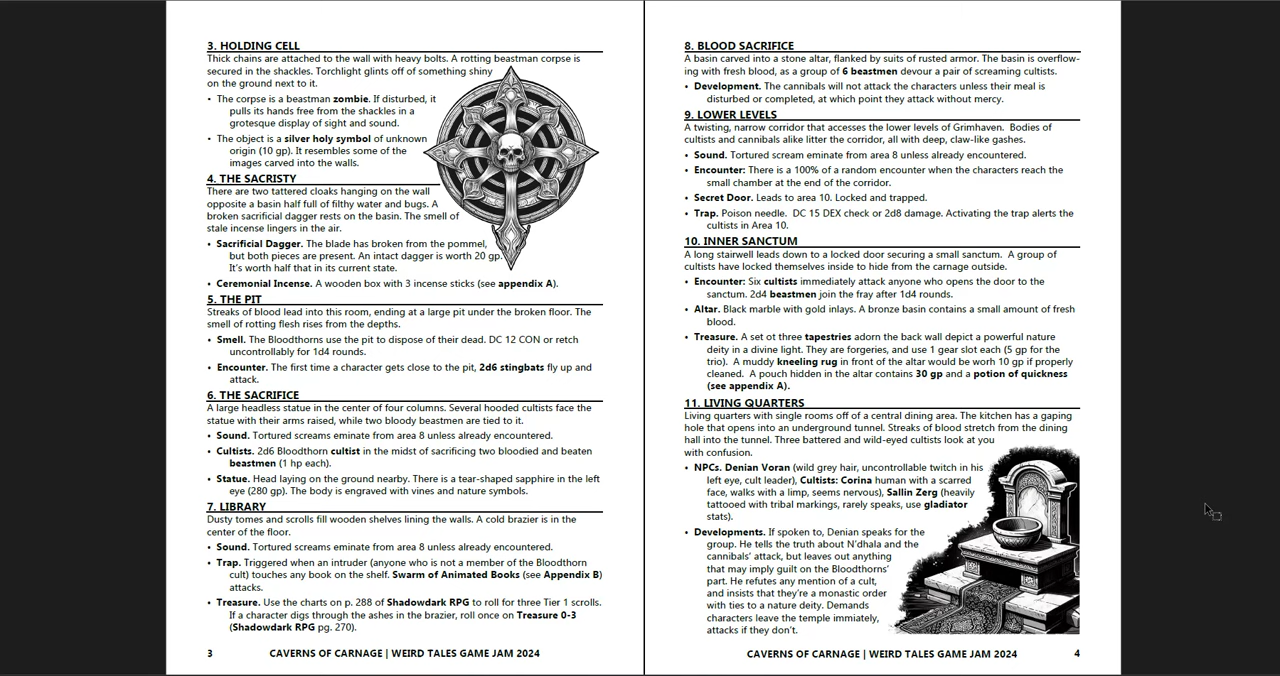 3. HOLDING CELL
Thick chains are attached to the wall with heavy bolts. A rotting beastman corpse is
secured in the shackles. Torchlight glints off of something shiny
on the ground next to it.
• The corpse is a beastman zombie. If disturbed, it
pulls its hands free from the shackles in a
grotesque display of sight and sound.
• The object is a silver holy symbol of unknown
origin (10 gp). It resembles some of the
images carved into the walls.
4. THE SACRISTY
There are two tattered cloaks hanging on the wall
opposite a basin half full of filthy water and bugs. A
broken sacrificial dagger rests on the basin. The smell of
stale incense lingers in the air.
• Sacrificial Dagger. The blade has broken from the pommel,
but both pieces are present. An intact dagger is worth 20 gp.
It's worth half that in its current state.
• Ceremonial Incense. A wooden box with 3 incense sticks (see appendix A).
5. THE PIT
Streaks of blood lead into this room, ending at a large pit under the broken floor. The
smell of rotting flesh rises from the depths.
• Smell. The Bloodthorns use the pit to dispose of their dead. DC 12 CON or retch
uncontrollably for 1d4 rounds.
• Encounter. The first time a character gets close to the pit, 2d6 stingbats fly up and
attack.
6. THE SACRIFICE
A large headless statue in the center of four columns. Several hooded cultists face the
statue with their arms raised, while two bloody beastmen are tied to it.
• Sound. Tortured screams eminate from area 8 unless already encountered.
• Cultists. 2d6 Bloodthorn cultist in the midst of sacrificing two bloodied and beaten
beastmen (1 hp each).
• Statue. Head laying on the ground nearby. There is a tear-shaped sapphire in the left
eye (280 gp). The body is engraved with vines and nature symbols.
7. LIBRARY
Dusty tomes and scrolls fill wooden shelves lining the walls. A cold brazier is in the
center of the floor.
• Sound. Tortured screams eminate from area 8 unless already encountered.
• Trap. Triggered when an intruder (anyone who is not a member of the Bloodthorn
cult) touches any book on the shelf. Swarm of Animated Books (see Appendix B)
attacks.
• Treasure. Use the charts on p. 288 of Shadowdark RPG to roll for three Tier 1 scrolls.
If a character digs through the ashes in the brazier, roll once on Treasure 0-3
(Shadowdark RPG pg. 270).
3 CAVERNS OF CARNAGE | WEIRD TALES GAME JAM 2024
8. BLOOD SACRIFICE
A basin carved into a stone altar, flanked by suits of rusted armor. The basin is overflow-
ing with fresh blood, as a group of 6 beastmen devour a pair of screaming cultists.
• Development. The cannibals will not attack the characters unless their meal is
disturbed or completed, at which point they attack without mercy.
9. LOWER LEVELS
A twisting, narrow corridor that accesses the lower levels of Grimhaven. Bodies of
cultists and cannibals alike litter the corridor, all with deep, claw-like gashes.
• Sound. Tortured scream eminate from area 8 unless already encountered.
• Encounter: There is a 100% of a random encounter when the characters reach the
small chamber at the end of the corridor.
• Secret Door. Leads to area 10. Locked and trapped.
• Trap. Poison needle. DC 15 DEX check or 2d8 damage. Activating the trap alerts the
cultists in Area 10.
10. INNER SANCTUM
A long stairwell leads down to a locked door securing a small sanctum. A group of
cultists have locked themselves inside to hide from the carnage outside.
• Encounter: Six cultists immediately attack anyone who opens the door to the
sanctum. 2d4 beastmen join the fray after 1d4 rounds.
• Altar. Black marble with gold inlays. A bronze basin contains a small amount of fresh
blood.
• Treasure. A set ot three tapestries adorn the back wall depict a powerful nature
deity in a divine light. They are forgeries, and use 1 gear slot each (5 gp for the
trio). A muddy kneeling rug in front of the altar would be worth 10 gp if properly
cleaned. A pouch hidden in the altar contains 30 gp and a potion of quickness
(see appendix A).
11. LIVING QUARTERS
Living quarters with single rooms off of a central dining area. The kitchen has a gaping
hole that opens into an underground tunnel. Streaks of blood stretch from the dining
hall into the tunnel. Three battered and wild-eyed cultists look at you
with confusion.
• NPCs. Denian Voran (wild grey hair, uncontrollable twitch in his
left eye, cult leader), Cultists: Corina human with a scarred
face, walks with a limp, seems nervous), Sallin Zerg (heavily
tattooed with tribal markings, rarely speaks, use gladiator
stats).
• Developments. If spoken to, Denian speaks for the
group. He tells the truth about N'dhala and the
cannibals' attack, but leaves out anything
that may imply guilt on the Bloodthorns'
part. He refutes any mention of a cult,
and insists that they're a monastic order
with ties to a nature deity. Demands
characters leave the temple immiately,
attacks if they don't.
CAVERNS OF CARNAGE | WEIRD TALES GAME JAM 2024 4